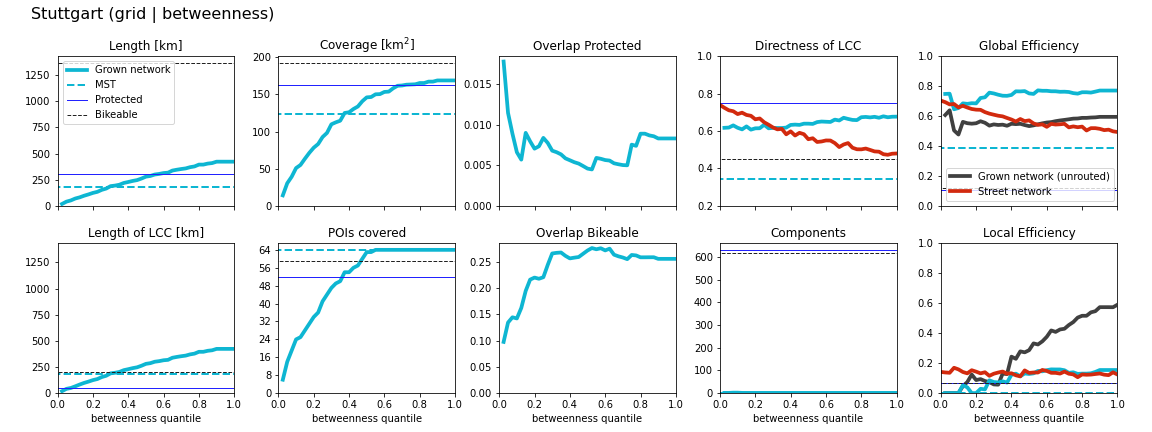 Stuttgart (grid | betweenness)
Length [km]
1250
1000
750
500
250
0
Grown network
MST
Protected
Bikeable
Coverage [km²]
200
150
100
50
0
Overlap Protected
0.015
0.010
0.005
0.000
Directness of LCC
1.0
0.8
0.6
0.4
0.2
Global Efficiency
1.0
0.8
0.6
0.4
0.2
0.0
Grown network (unrouted)
Street network
Length of LCC [km]
1250
1000
750
500
250
0
0.0 0.2 0.4 0.6 0.8 1.0
betweenness quantile
POIs covered
64
56
48
40
32
24
16
8
0.0 0.2 0.4 0.6 0.8 1.0
betweenness quantile
Overlap Bikeable
0.25
0.20
0.15
0.10
0.05
0.00
0.0 0.2 0.4 0.6 0.8 1.0
betweenness quantile
Components
600
500
400
300
200
100
0
0.0 0.2 0.4 0.6 0.8 1.0
betweenness quantile
Local Efficiency
1.0
0.8
0.6
0.4
0.2
0.0
0.0 0.2 0.4 0.6 0.8 1.0
betweenness quantile